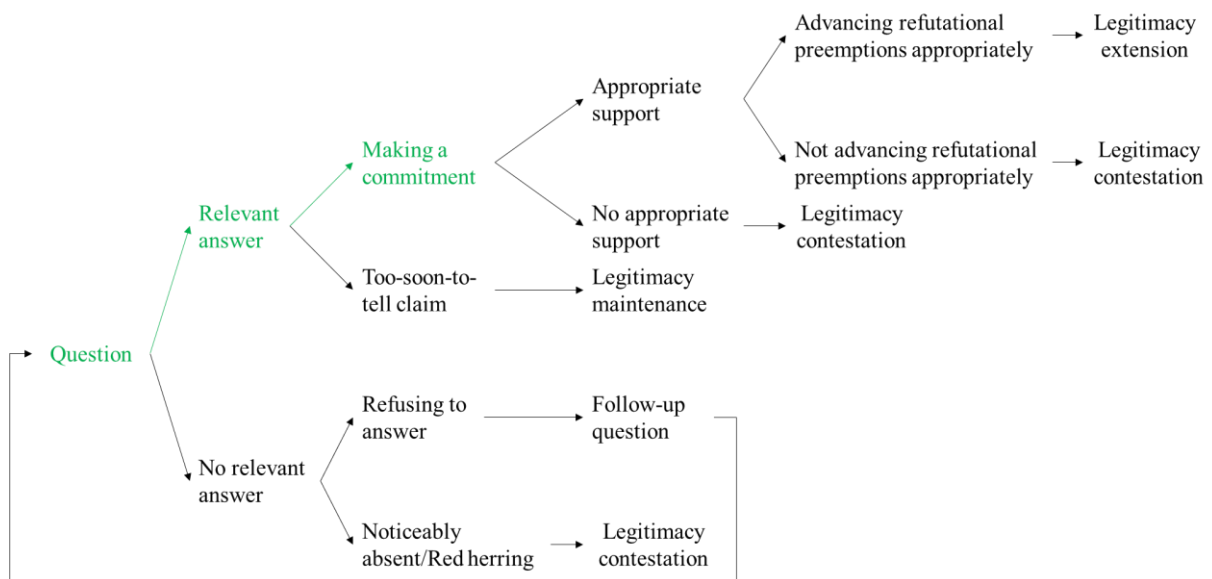 Advancing refutational
preemptions appropriately
Legitimacy
extension
Appropriate
support
Making a
commitment
Not advancing refutational
preemptions appropriately
Legitimacy
contestation
Relevant
answer
No appropriate
support
Legitimacy
contestation
Too-soon-to-
tell claim
Legitimacy
maintenance
Question
Refusing to
answer
Follow-up
question
No relevant
answer
Noticeably
absent/Red herring
Legitimacy
contestation